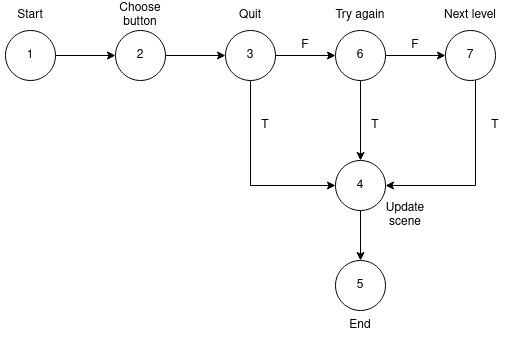 Start
Choose
button
Quit
Try again
Next level
1
2
3
F
6
F
7
T
T
T
4
Update
scene
5
End